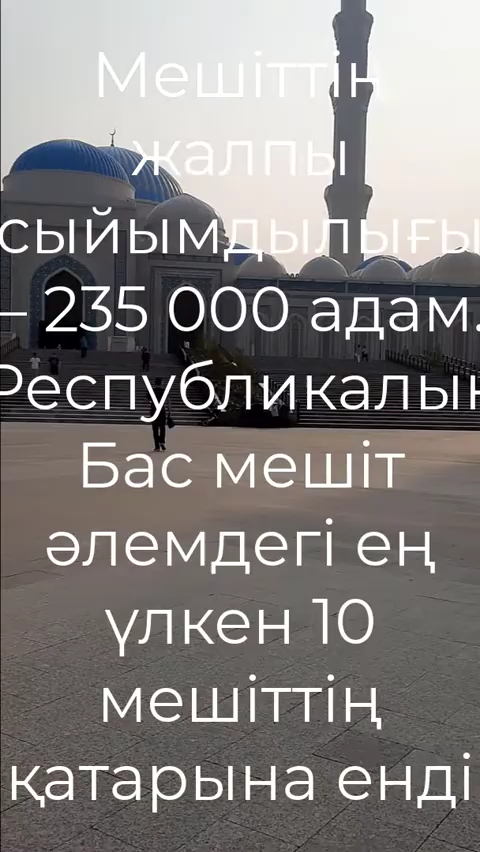 Мешіттің
жалпы
сыйымдылығы
– 235 000 адам.
Республикалық
Бас мешіт
әлемдегі ең
үлкен 10
мешіттің
қатарына енді